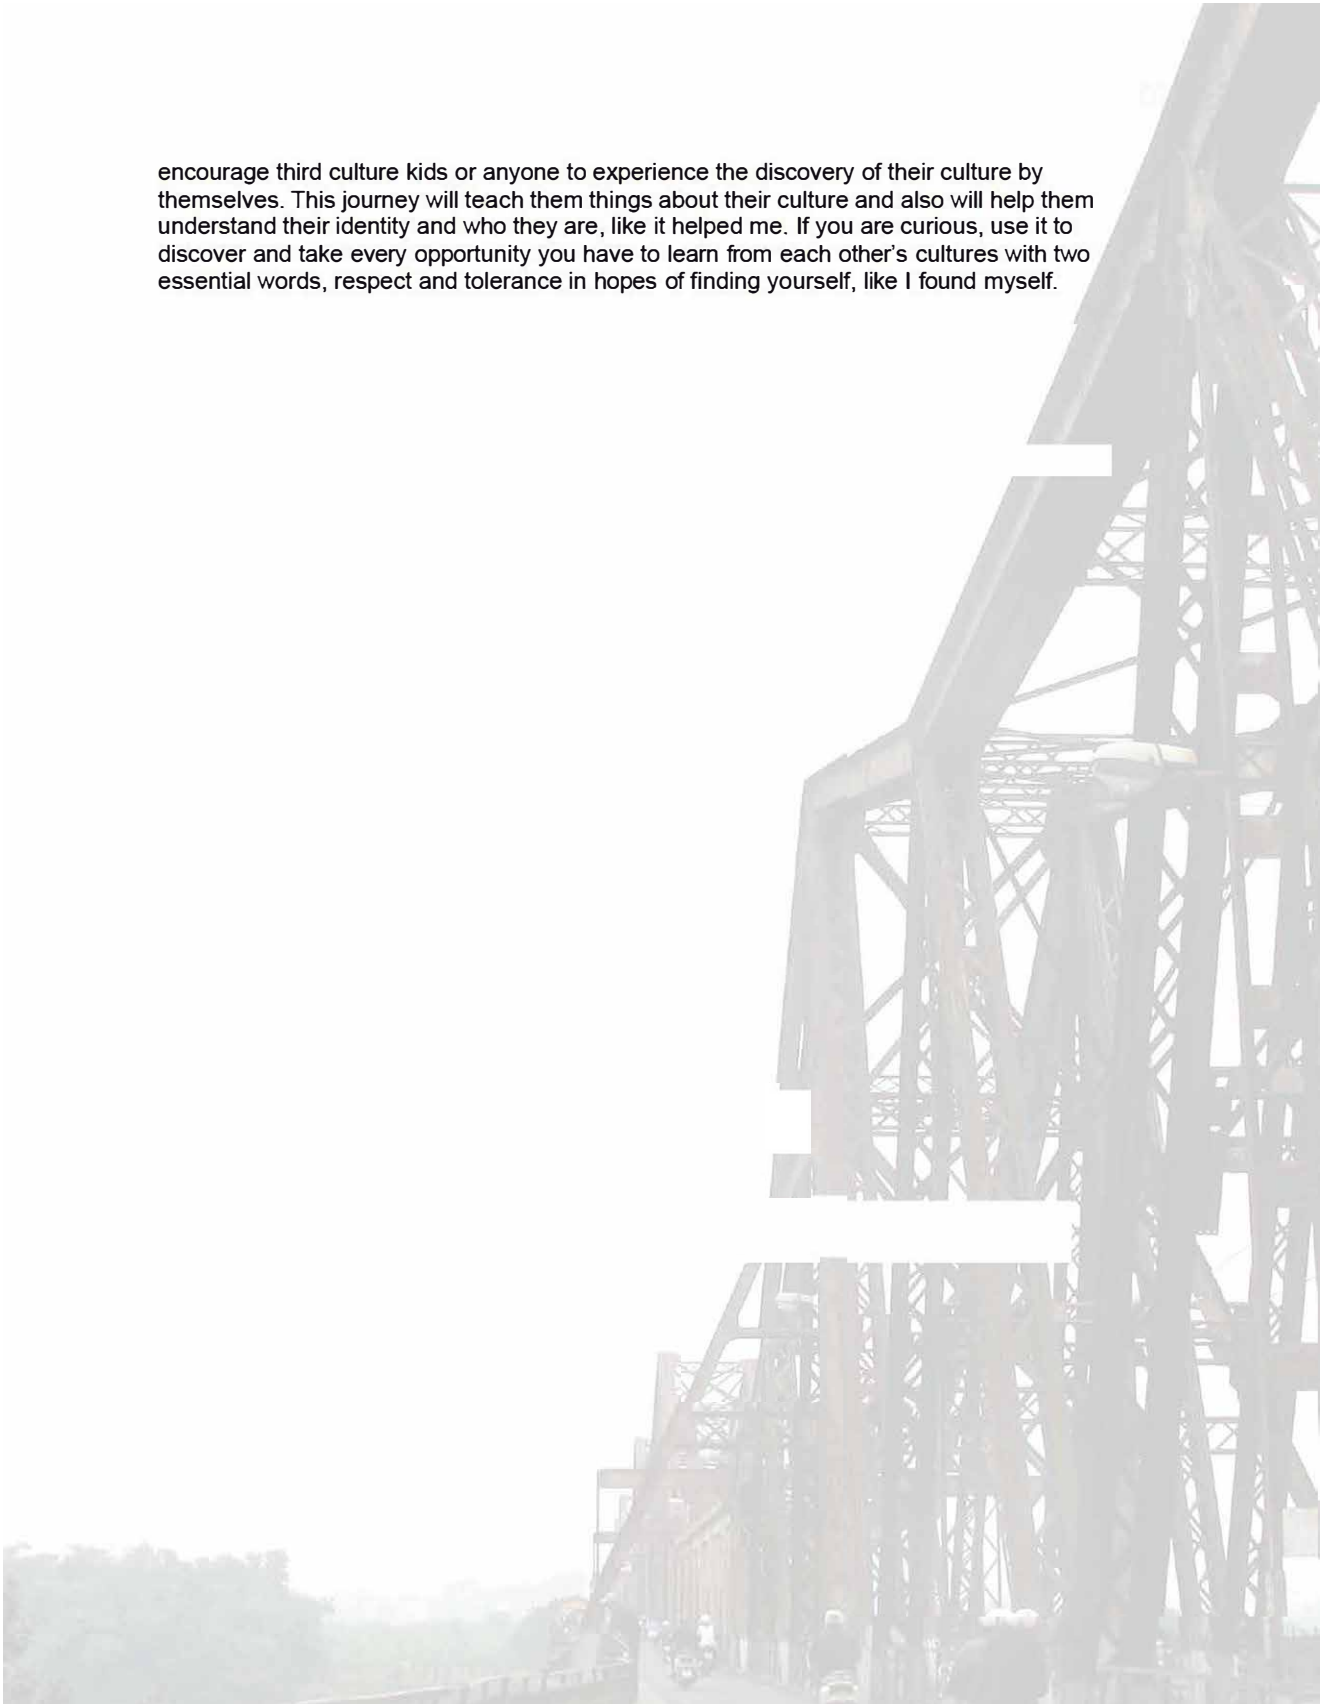 encourage third culture kids or anyone to experience the discovery of their culture by
themselves. This journey will teach them things about their culture and also will help them
understand their identity and who they are, like it helped me. If you are curious, use it to
discover and take every opportunity you have to learn from each other's cultures with two
essential words, respect and tolerance in hopes of finding yourself, like I found myself.